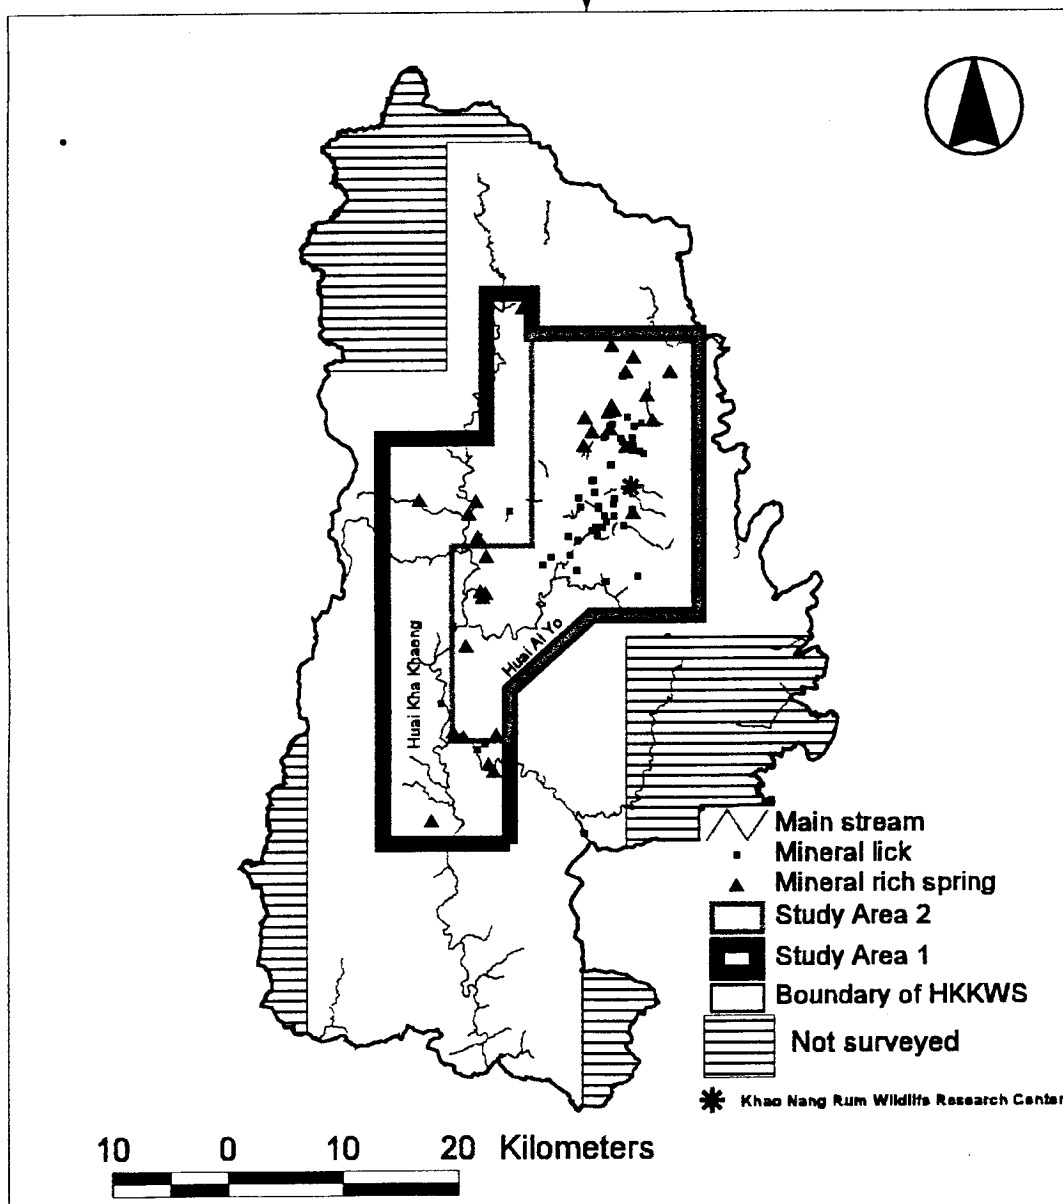 Huai Kha Khaeng
Huai Ai Yo
Main stream
Mineral lick
Mineral rich spring
Study Area 2
Study Area 1
Boundary of HKKWS
Not surveyed
Khao Nang Rum Wildlife Research Center
10 0 10 20 Kilometers